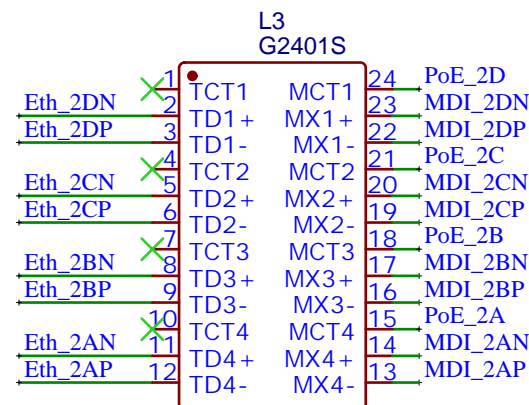 L3
G2401S
1 TCT1 MCT1 24 PoE_2D
Eth_2DN 2 TD1+ MX1+ 23 MDI_2DN
Eth_2DP 3 TD1- MX1- 22 MDI_2DP
4 TCT2 MCT2 21 PoE_2C
Eth_2CN 5 TD2+ MX2+ 20 MDI_2CN
Eth_2CP 6 TD2- MX2- 19 MDI_2CP
7 TCT3 MCT3 18 PoE_2B
Eth_2BN 8 TD3+ MX3+ 17 MDI_2BN
Eth_2BP 9 TD3- MX3- 16 MDI_2BP
10 TCT4 MCT4 15 PoE_2A
Eth_2AN 11 TD4+ MX4+ 14 MDI_2AN
Eth_2AP 12 TD4- MX4- 13 MDI_2AP